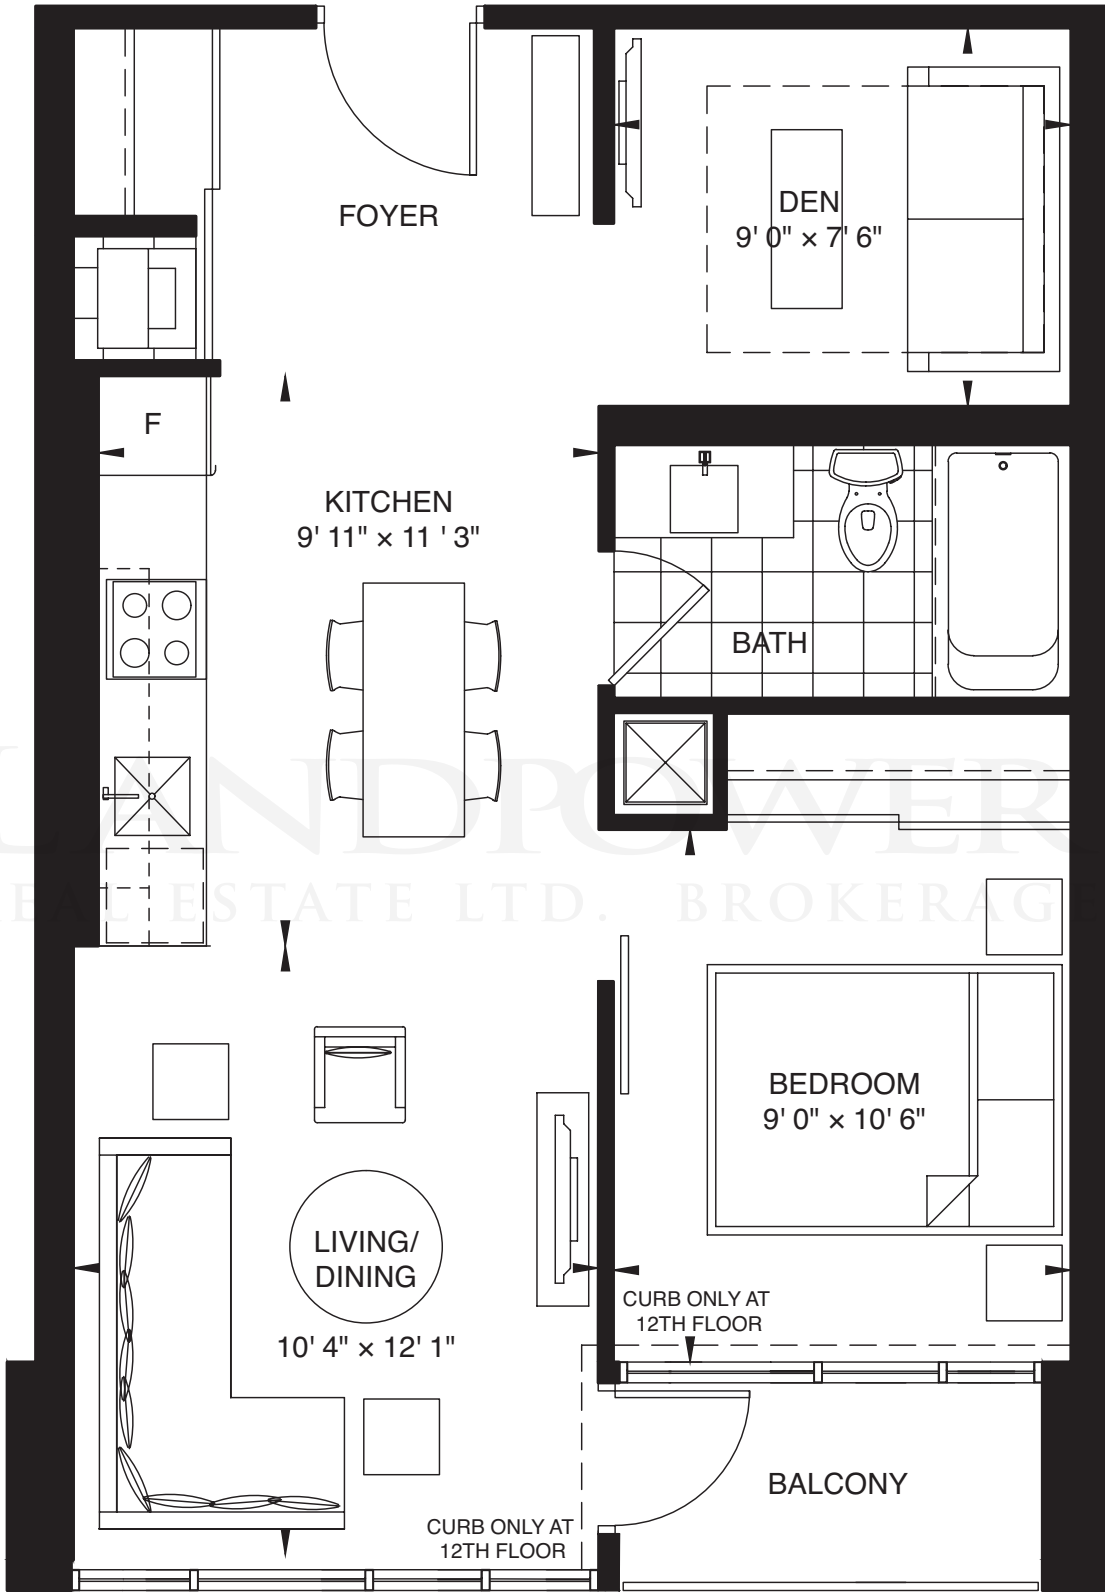 FOYER
DEN
9' 0" × 7' 6"
F
KITCHEN
9' 11" × 11 ' 3"
BATH
LANDPOWER
REAL ESTATE LTD. BROKERAGE
BEDROOM
9' 0" × 10' 6"
LIVING/
DINING
10' 4" × 12' 1"
CURB ONLY AT
12TH FLOOR
BALCONY
CURB ONLY AT
12TH FLOOR